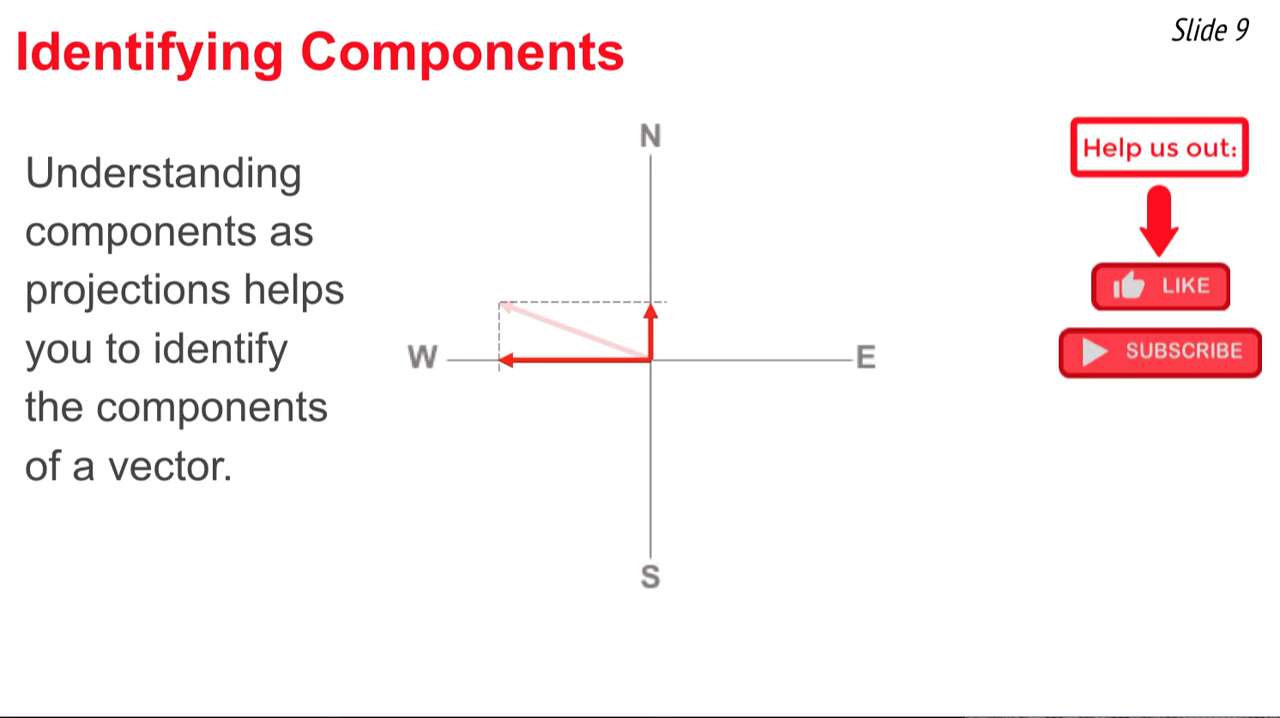 Identifying Components
Slide 9
Understanding
components as
projections helps
you to identify
the components
of a vector.
N
W
E
S
Help us out:
LIKE
SUBSCRIBE